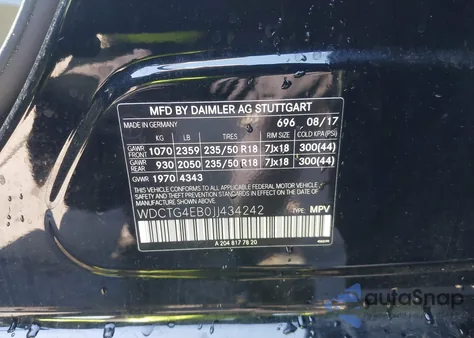 MFD BY DAIMLER AG STUTTGART
MADE IN GERMANY 696 08/17
KG LB TIRES RIM SIZE COLD KPA(PSI)
GAWR FRONT 1070 2359 235/50 R18 7Jx18 300(44)
GAWR REAR 930 2050 235/50 R18 7Jx18 300(44)
GVWR 1970 4343
THIS VEHICLE CONFORMS TO ALL APPLICABLE
FEDERAL MOTOR VEHICLE SAFETY STANDARDS IN
EFFECT ON THE DATE OF MANUFACTURE SHOWN ABOVE.
WDCTG4EB0JJ434242 TYPE: MPV
A 204 817 78 20
autoSnap